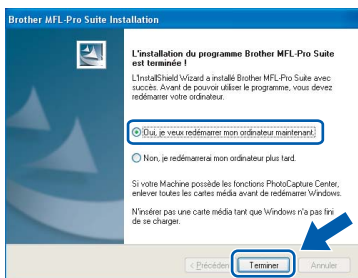 Brother MFL-Pro Suite Installation
L'installation du programme Brother MFL-Pro Suite
est terminée !
L'InstallShield Wizard a installé Brother MFL-Pro Suite avec
succès. Avant de pouvoir utiliser le programme, vous devez
redémarrer votre ordinateur.
Oui, je veux redémarrer mon ordinateur maintenant.
Non, je redémarrerai mon ordinateur plus tard.
Si votre Machine possède les fonctions PhotoCapture Center,
enlever toutes les cartes média avant de redémarrer Windows.
N'insérer pas une carte média tant que Windows n'a pas fini
de se charger.
< Précéden
Terminer
Annuler